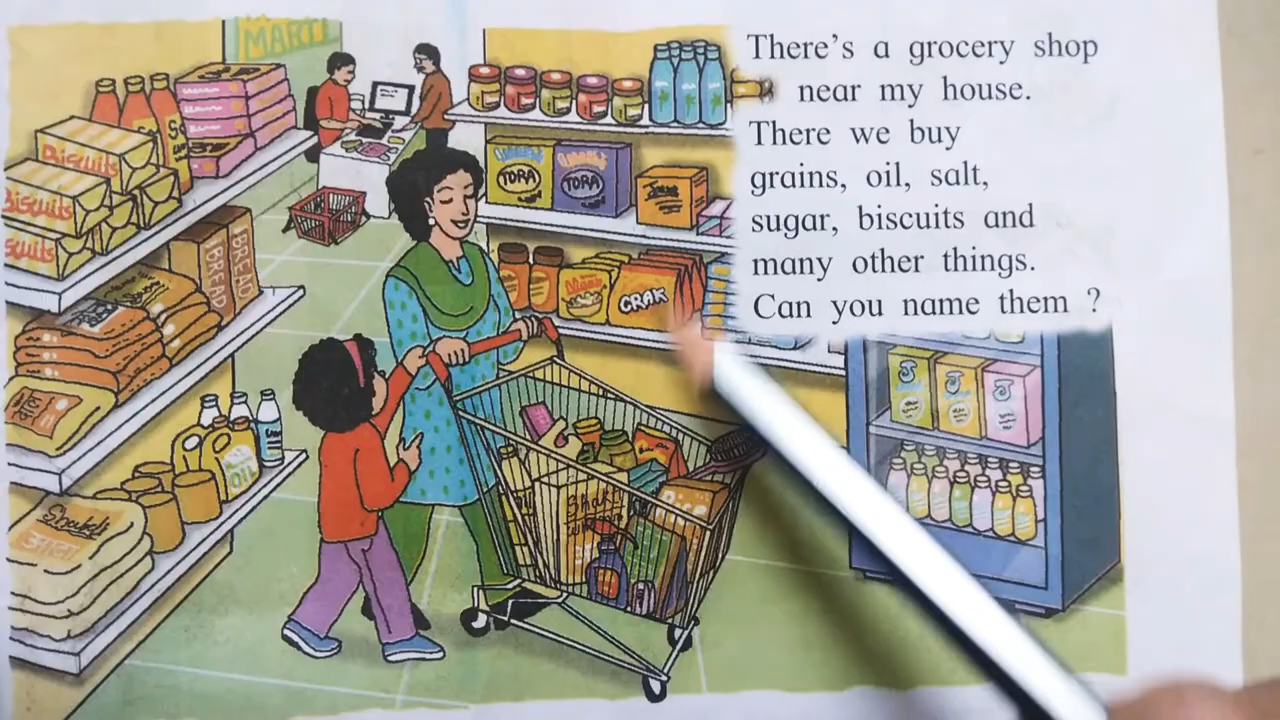 MART
There's a grocery shop
near my house.
There we buy
grains, oil, salt,
sugar, biscuits and
many other things.
Can you name them ?
Biscuits
Biscuits
Biscuits
BREAD
BREAD
TORA
TORA
CRAK
OIL
Shakti
आटा
J
J
J